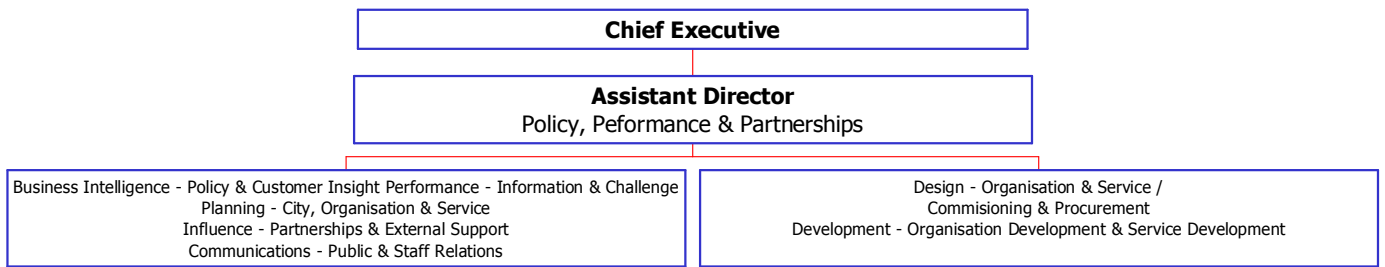 Chief Executive
Assistant Director
Policy, Peformance & Partnerships
Business Intelligence - Policy & Customer Insight Performance - Information & Challenge
Planning - City, Organisation & Service
Influence - Partnerships & External Support
Communications - Public & Staff Relations
Design - Organisation & Service /
Commisioning & Procurement
Development - Organisation Development & Service Development